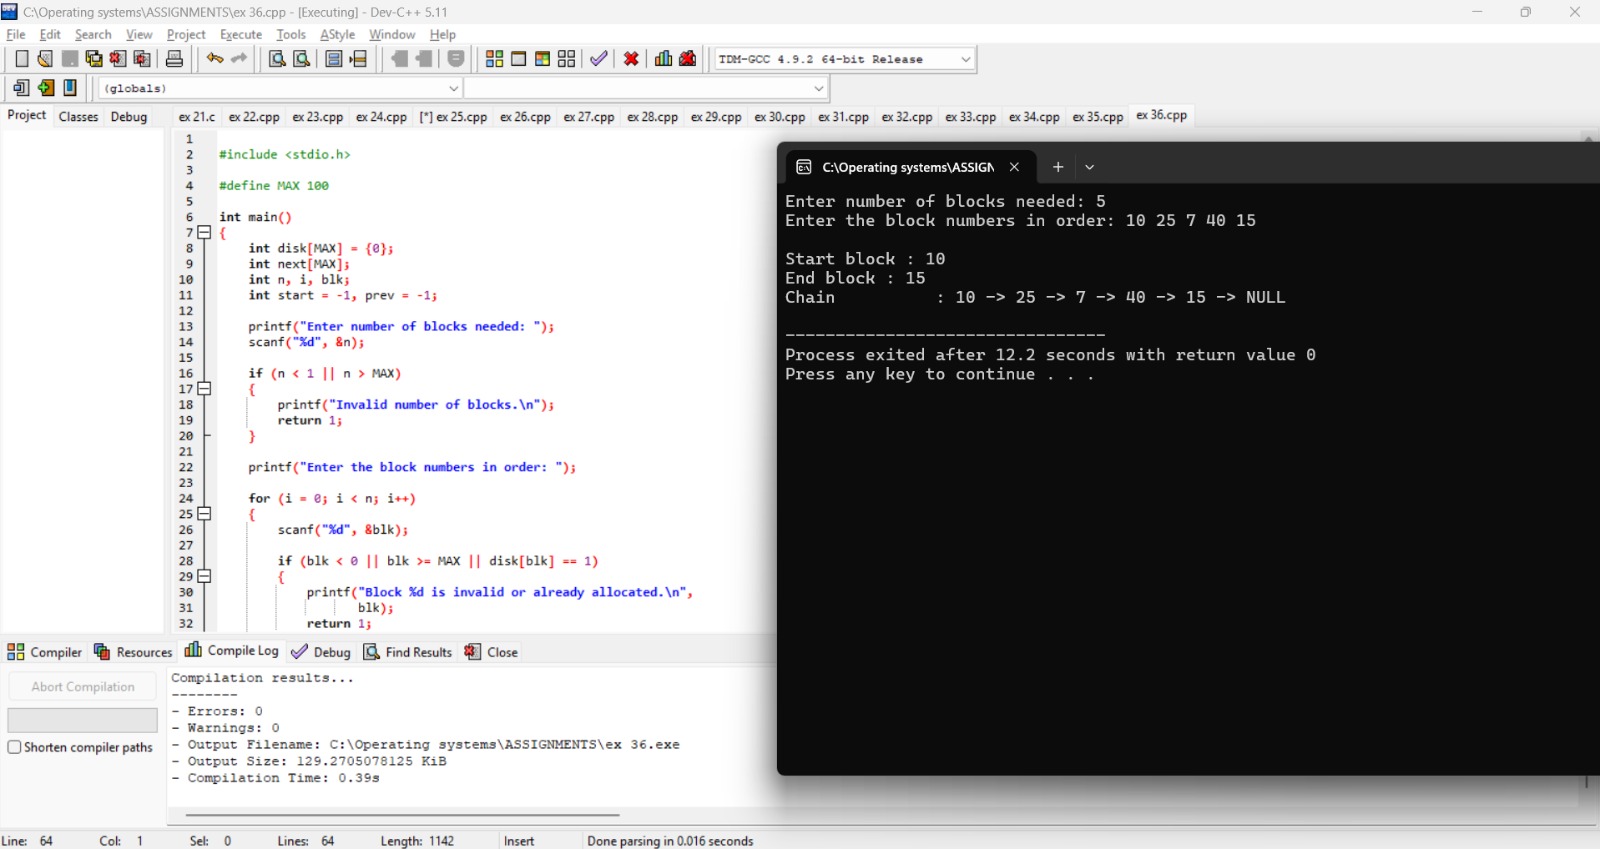 C:\Operating systems\ASSIGNMENTS\ex 36.cpp - [Executing] - Dev-C++ 5.11
File Edit Search View Project Execute Tools AStyle Window Help
TDM-GCC 4.9.2 64-bit Release
(globals)
Project Classes Debug
ex 21.c ex 22.cpp ex 23.cpp ex 24.cpp [*] ex 25.cpp ex 26.cpp ex 27.cpp ex 28.cpp ex 29.cpp ex 30.cpp ex 31.cpp ex 32.cpp ex 33.cpp ex 34.cpp ex 35.cpp ex 36.cpp
1
2 #include <stdio.h>
3
4 #define MAX 100
5
6 int main()
7 {
8 int disk[MAX] = {0};
9 int next[MAX];
10 int n, i, blk;
11 int start = -1, prev = -1;
12
13 printf("Enter number of blocks needed: ");
14 scanf("%d", &n);
15
16 if (n < 1 || n > MAX)
17 {
18 printf("Invalid number of blocks.\n");
19 return 1;
20 }
21
22 printf("Enter the block numbers in order: ");
23
24 for (i = 0; i < n; i++)
25 {
26 scanf("%d", &blk);
27
28 if (blk < 0 || blk >= MAX || disk[blk] == 1)
29 {
30 printf("Block %d is invalid or already allocated.\n",
31 blk);
32 return 1;
C:\Operating systems\ASSIGN
Enter number of blocks needed: 5
Enter the block numbers in order: 10 25 7 40 15
Start block : 10
End block : 15
Chain : 10 -> 25 -> 7 -> 40 -> 15 -> NULL
--------------------------------
Process exited after 12.2 seconds with return value 0
Press any key to continue . . .
Compiler Resources Compile Log Debug Find Results Close
Abort Compilation
Shorten compiler paths
Compilation results...
--------
- Errors: 0
- Warnings: 0
- Output Filename: C:\Operating systems\ASSIGNMENTS\ex 36.exe
- Output Size: 129.2705078125 KiB
- Compilation Time: 0.39s
Line: 64 Col: 1 Sel: 0 Lines: 64 Length: 1142 Insert Done parsing in 0.016 seconds